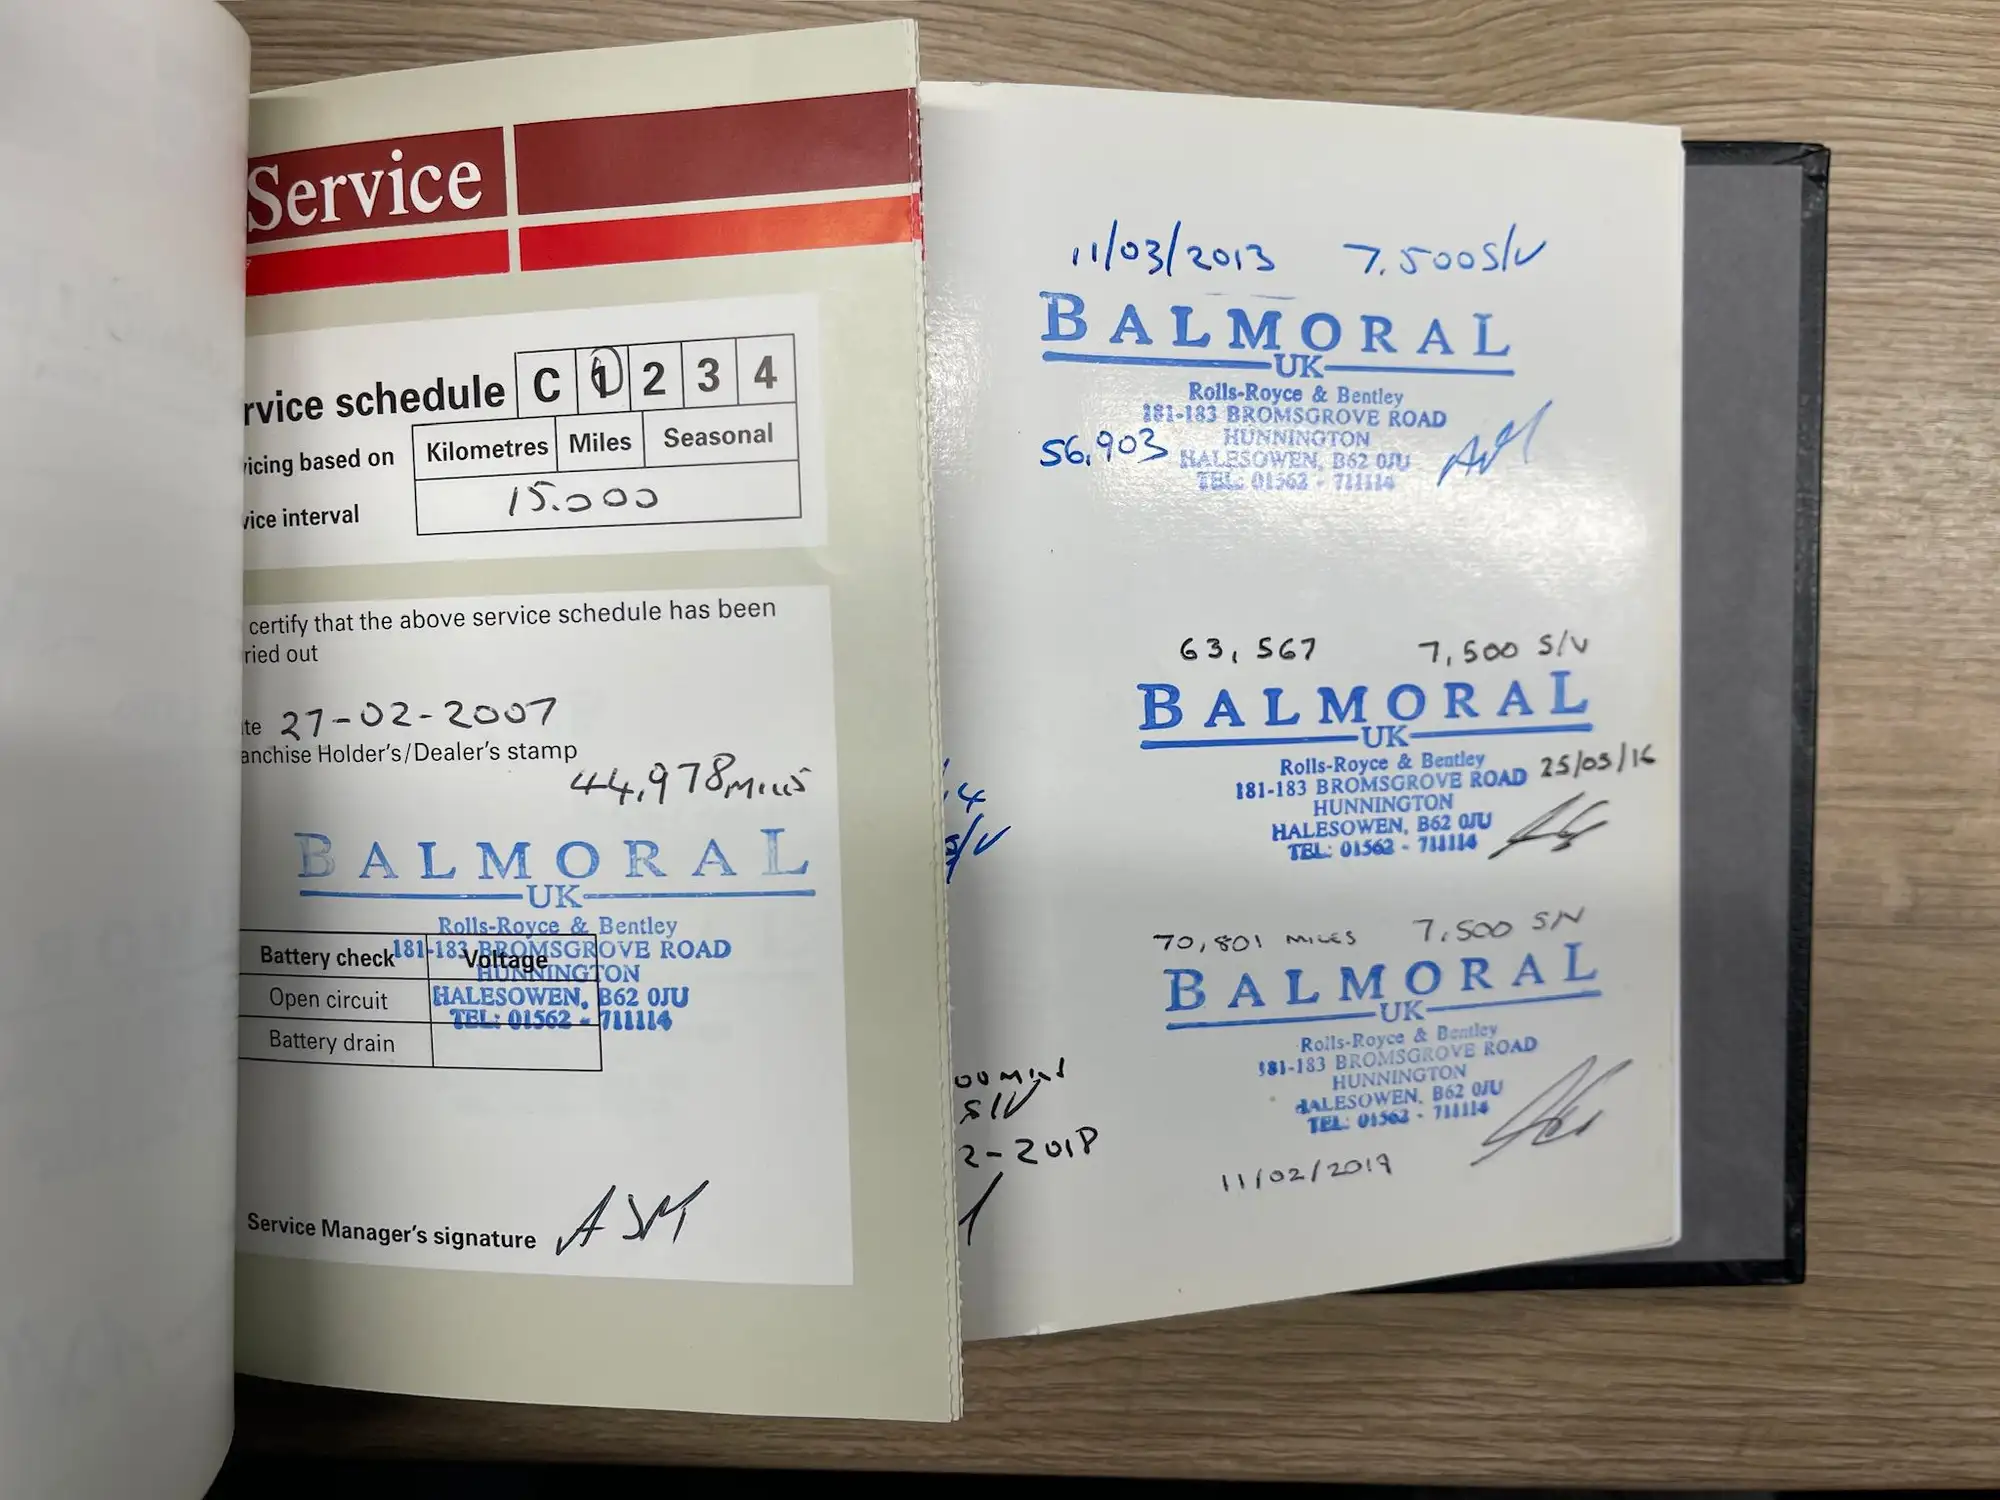 Service
rvice schedule C 1 2 3 4
icing based on Kilometres Miles Seasonal
vice interval 15.000
certify that the above service schedule has been
ried out
te 27-02-2007
anchise Holder's/Dealer's stamp
44,978 MILES
BALMORAL
UK
Rolls-Royce & Bentley
181-183 BROMSGROVE ROAD
HUNNINGTON
HALESOWEN, B62 0JU
TEL: 01562 - 711114
Battery check Voltage
Open circuit
Battery drain
Service Manager's signature
11/03/2013 7.500 S/V
BALMORAL
UK
Rolls-Royce & Bentley
181-183 BROMSGROVE ROAD
HUNNINGTON
56,903
HALESOWEN, B62 0JU
TEL: 01562 - 711114
63,567 7,500 S/V
BALMORAL
UK
Rolls-Royce & Bentley
181-183 BROMSGROVE ROAD 25/05/16
HUNNINGTON
HALESOWEN, B62 0JU
TEL: 01562 - 711114
70,801 MILES 7,500 S/V
BALMORAL
UK
Rolls-Royce & Bentley
181-183 BROMSGROVE ROAD
HUNNINGTON
HALESOWEN, B62 0JU
TEL: 01562 - 711114
11/02/2019
S/V
2-2018